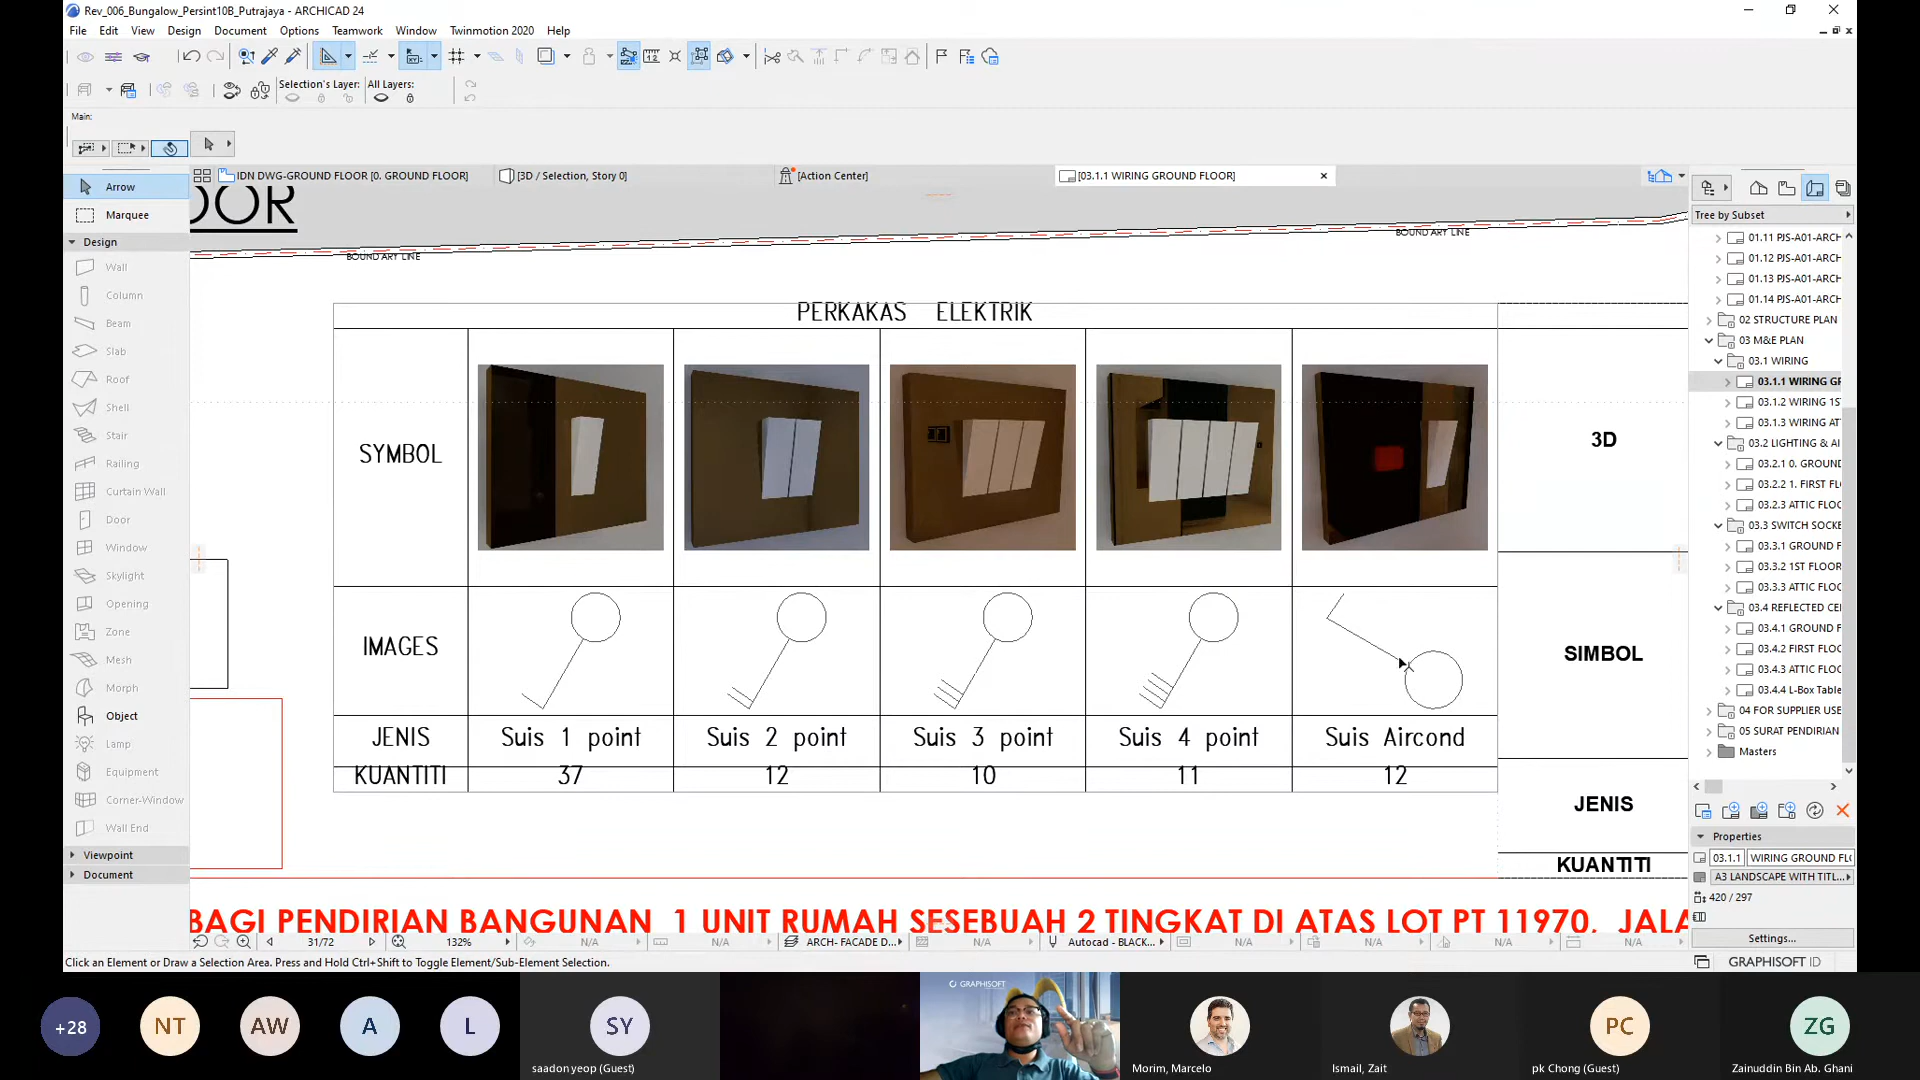 Rev_006_Bungalow_Persint10B_Putrajaya - ARCHICAD 24
File Edit View Design Document Options Teamwork Window Twinmotion 2020 Help
Selection's Layer: All Layers:
Main:
IDN DWG-GROUND FLOOR [0. GROUND FLOOR]
[3D / Selection, Story 0]
[Action Center]
[03.1.1 WIRING GROUND FLOOR]
Arrow
Marquee
Design
Wall
Column
Beam
Slab
Roof
Shell
Stair
Railing
Curtain Wall
Door
Window
Skylight
Opening
Zone
Mesh
Morph
Object
Lamp
Equipment
Corner-Window
Wall End
Viewpoint
Document
OOR
BOUNDARY LINE
BOUNDARY LINE
PERKAKAS ELEKTRIK
SYMBOL
IMAGES
JENIS Suis 1 point Suis 2 point Suis 3 point Suis 4 point Suis Aircond
KUANTITI 37 12 10 11 12
3D
SIMBOL
JENIS
KUANTITI
BAGI PENDIRIAN BANGUNAN 1 UNIT RUMAH SESEBUAH 2 TINGKAT DI ATAS LOT PT 11970, JALA
Tree by Subset
01.11 PJS-A01-ARCH
01.12 PJS-A01-ARCH
01.13 PJS-A01-ARCH
01.14 PJS-A01-ARCH
02 STRUCTURE PLAN
03 M&E PLAN
03.1 WIRING
03.1.1 WIRING GR
03.1.2 WIRING 1S
03.1.3 WIRING AT
03.2 LIGHTING & AI
03.2.1 0. GROUND
03.2.2 1. FIRST FL
03.2.3 ATTIC FLO
03.3 SWITCH SOCKE
03.3.1 GROUND F
03.3.2 1ST FLOOR
03.3.3 ATTIC FLO
03.4 REFLECTED CEI
03.4.1 GROUND F
03.4.2 FIRST FLO
03.4.3 ATTIC FLO
03.4.4 L-Box Table
04 FOR SUPPLIER USE
05 SURAT PENDIRIAN
Masters
Properties
03.1.1 WIRING GROUND FL
A3 LANDSCAPE WITH TITL...
420 / 297
Settings...
31/72 132% N/A N/A ARCH- FACADE D... N/A Autocad - BLACK... N/A N/A N/A N/A
Click an Element or Draw a Selection Area. Press and Hold Ctrl+Shift to Toggle Element/Sub-Element Selection.
GRAPHISOFT ID
+28
NT
AW
A
L
SY
saadon yeop (Guest)
GRAPHISOFT
Morim, Marcelo
Ismail, Zait
PC
pk Chong (Guest)
ZG
Zainuddin Bin Ab. Ghani